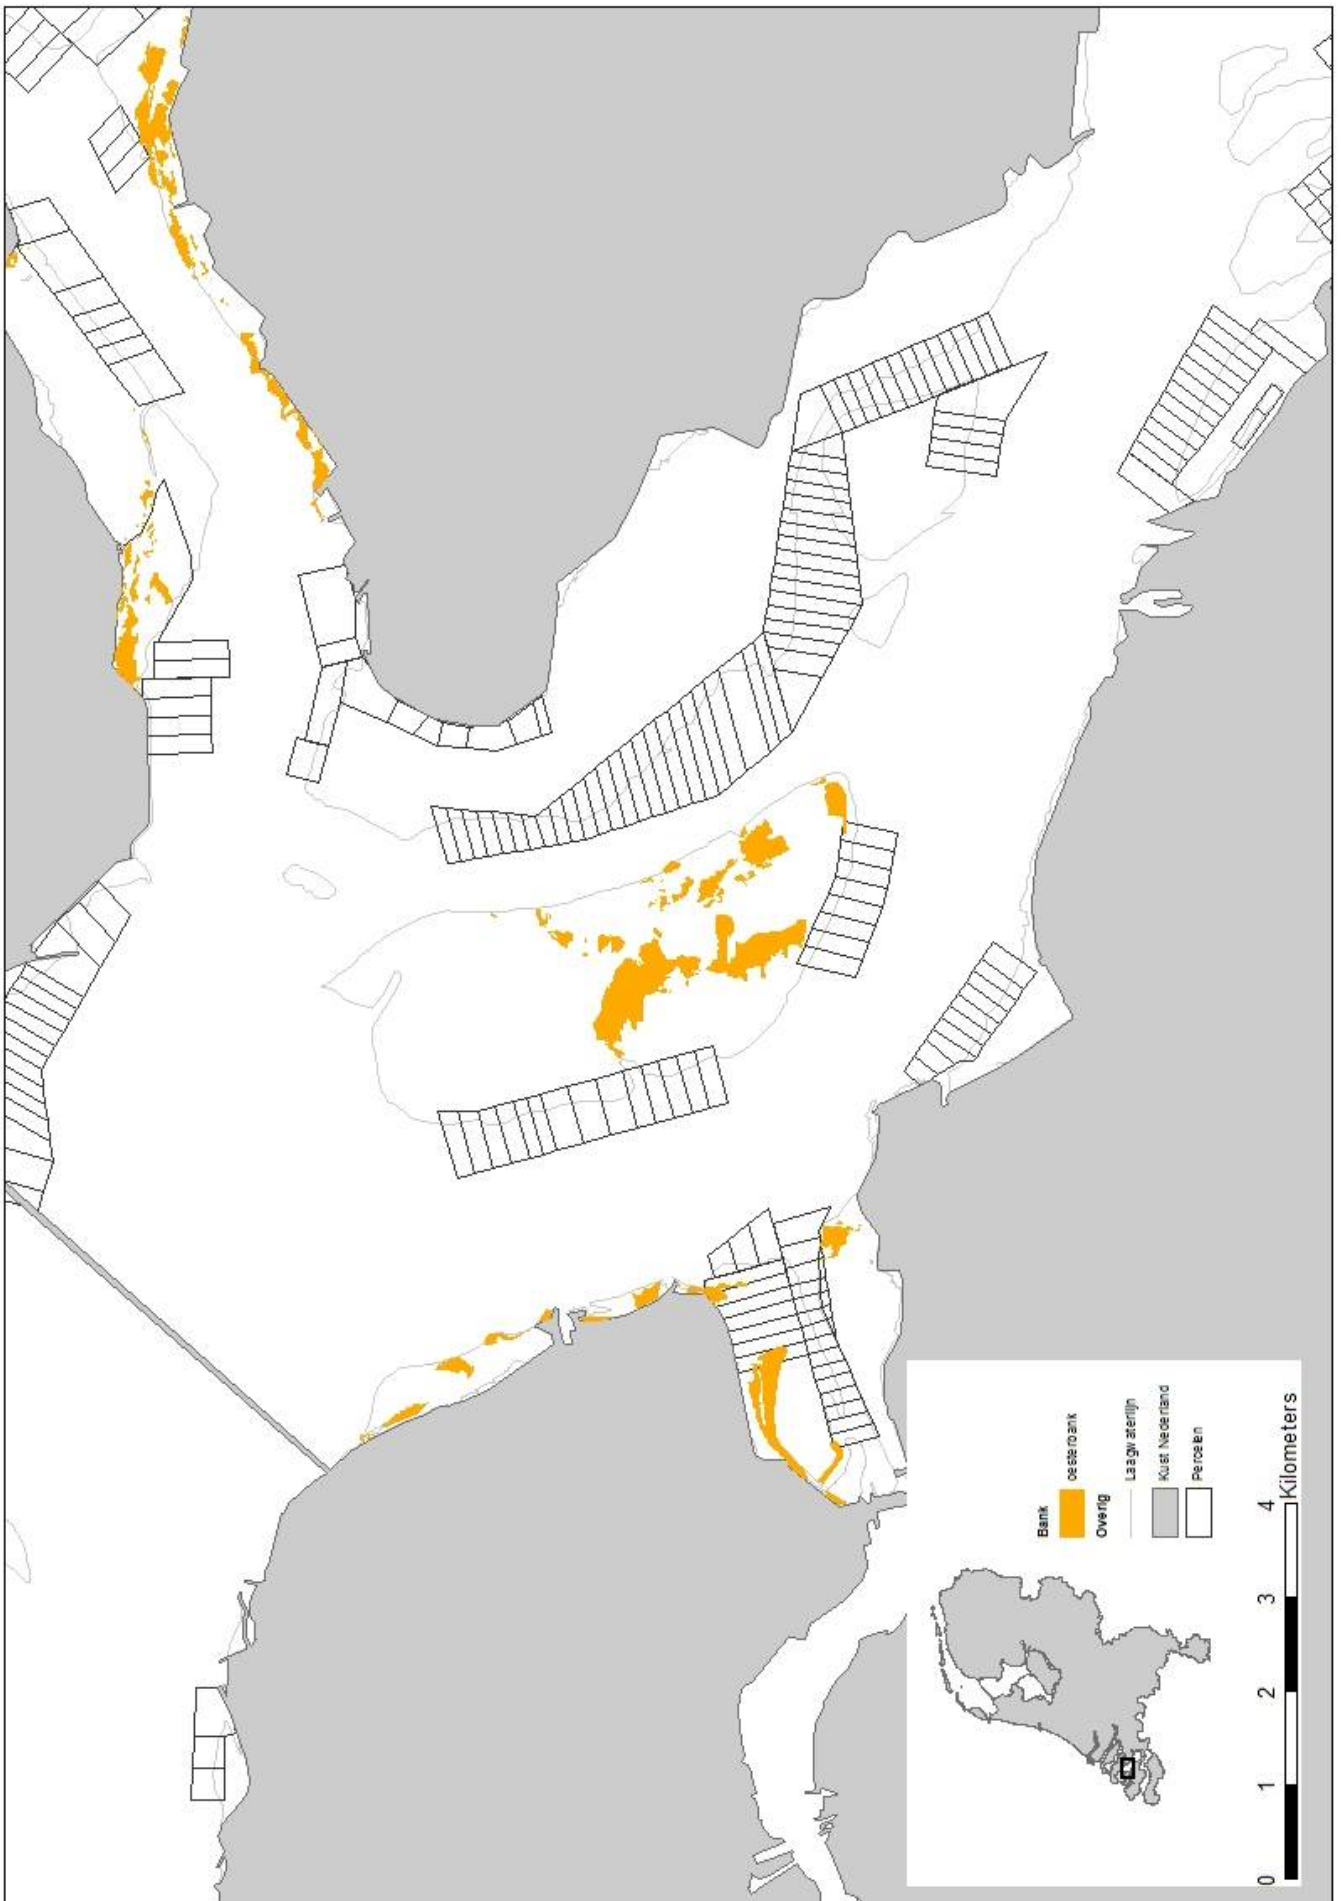 Bank
oesterbank
Overig
Laagwaterlijn
Kust Nederland
Percelen
0 1 2 3 4
Kilometers